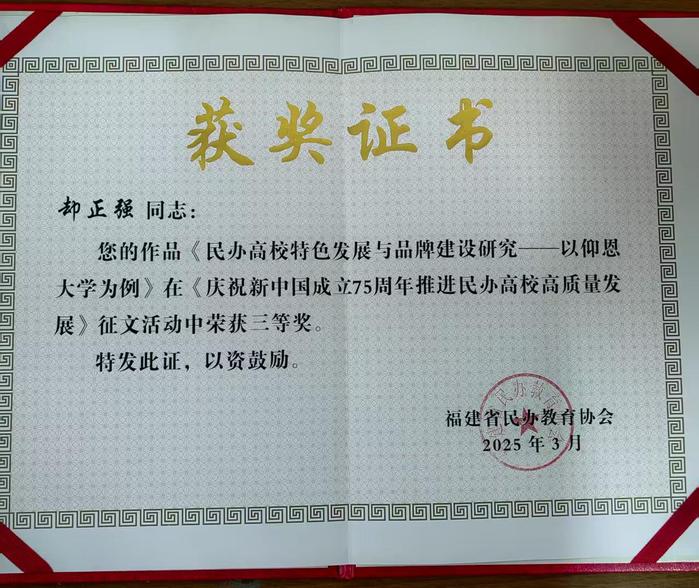 获奖证书
却正强 同志：
您的作品《民办高校特色发展与品牌建设研究——以仰恩
大学为例》在《庆祝新中国成立75周年推进民办高校高质量发
展》征文活动中荣获三等奖。
特发此证，以资鼓励。
福建省民办教育协会
2025 年 3 月